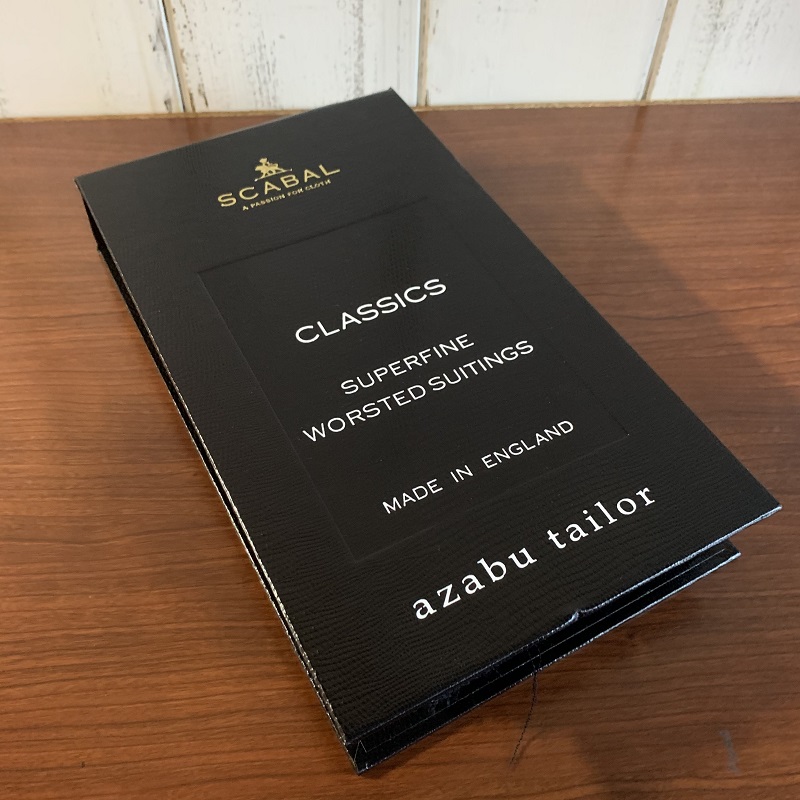 SCABAL
A PASSION FOR CLOTH
CLASSICS
SUPERFINE
WORSTED SUITINGS
MADE IN ENGLAND
azabu tailor